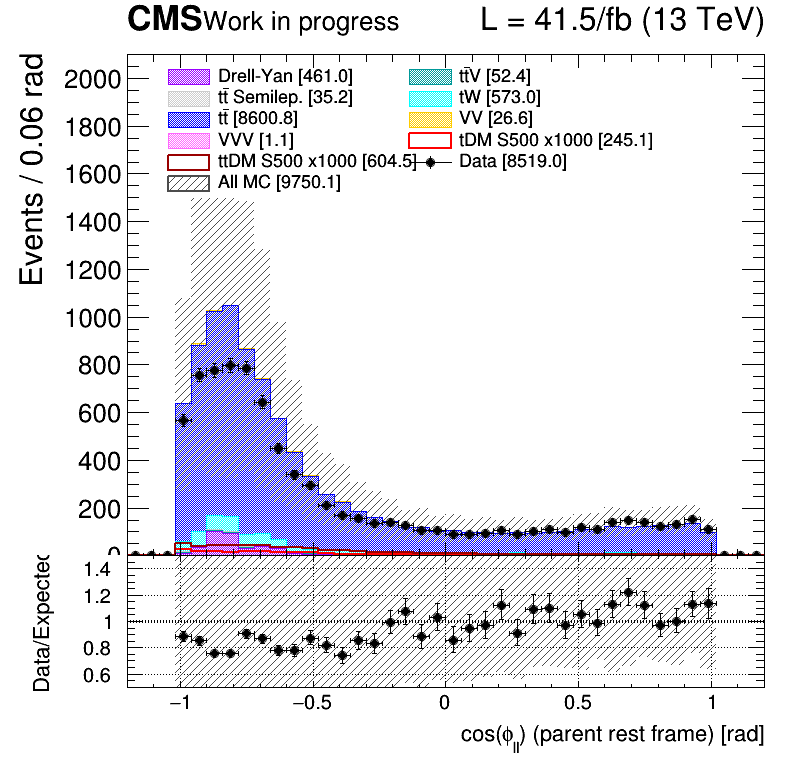 CMS Work in progress L = 41.5/fb (13 TeV)
Events / 0.06 rad
2000
1800
1600
1400
1200
1000
800
600
400
200
0
Drell-Yan [461.0]
tt̄V [52.4]
tt̄ Semilep. [35.2]
tW [573.0]
tt̄ [8600.8]
VV [26.6]
VVV [1.1]
tDM S500 x1000 [245.1]
ttDM S500 x1000 [604.5]
Data [8519.0]
All MC [9750.1]
Data/Expected
1.4
1.2
1
0.8
0.6
−1 −0.5 0 0.5 1
cos(ϕ_ll) (parent rest frame) [rad]